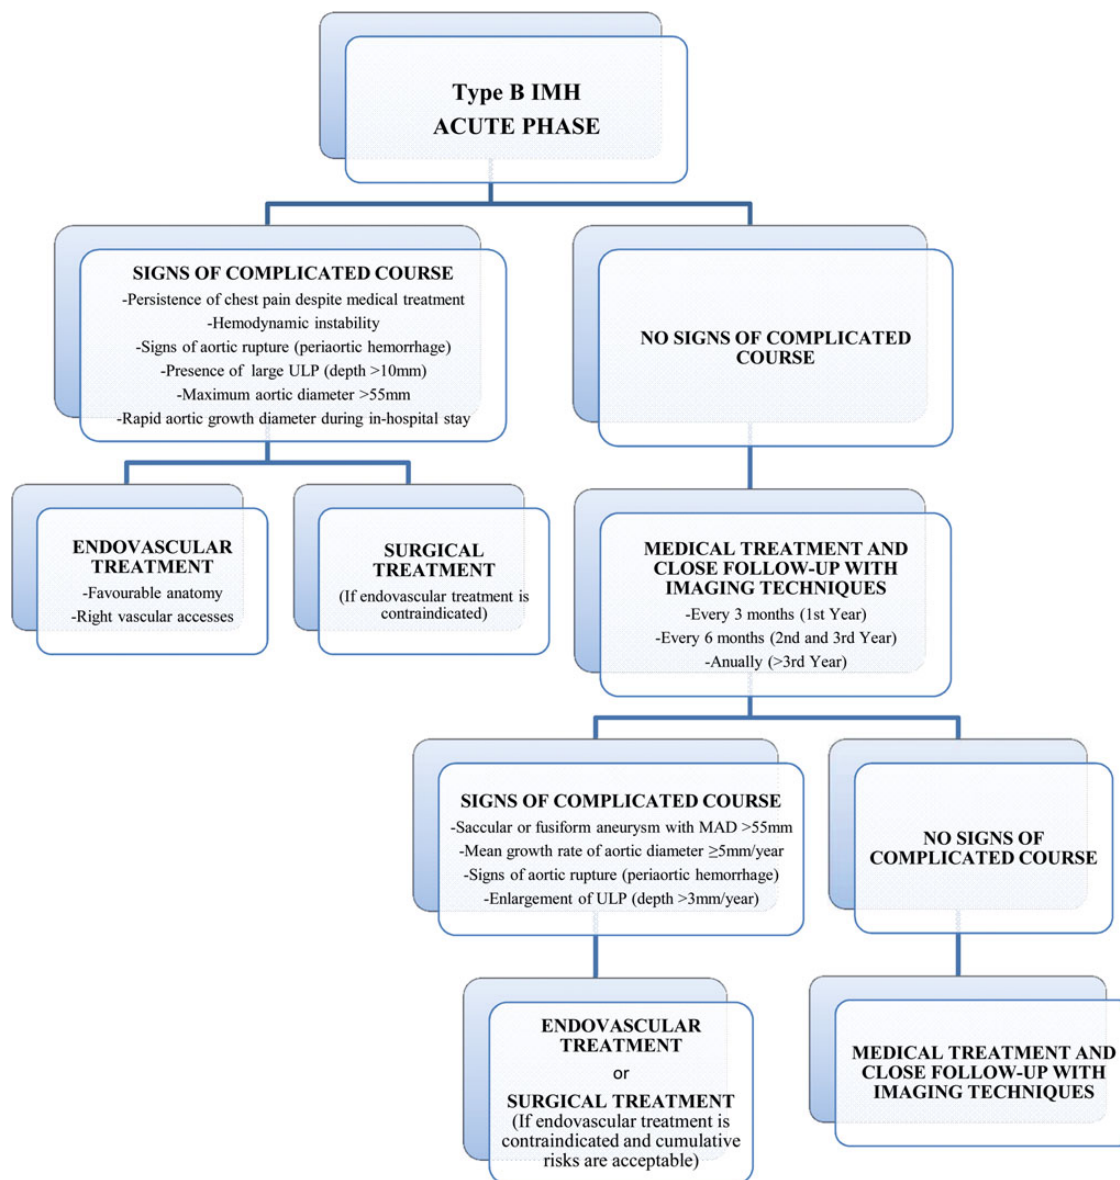 Type B IMH
ACUTE PHASE
SIGNS OF COMPLICATED COURSE
-Persistence of chest pain despite medical treatment
-Hemodynamic instability
-Signs of aortic rupture (periaortic hemorrhage)
-Presence of large ULP (depth >10mm)
-Maximum aortic diameter >55mm
-Rapid aortic growth diameter during in-hospital stay
NO SIGNS OF COMPLICATED
COURSE
ENDOVASCULAR
TREATMENT
-Favourable anatomy
-Right vascular accesses
SURGICAL
TREATMENT
(If endovascular treatment is
contraindicated)
MEDICAL TREATMENT AND
CLOSE FOLLOW-UP WITH
IMAGING TECHNIQUES
-Every 3 months (1st Year)
-Every 6 months (2nd and 3rd Year)
-Anually (>3rd Year)
SIGNS OF COMPLICATED COURSE
-Saccular or fusiform aneurysm with MAD >55mm
-Mean growth rate of aortic diameter ≥5mm/year
-Signs of aortic rupture (periaortic hemorrhage)
-Enlargement of ULP (depth >3mm/year)
NO SIGNS OF
COMPLICATED COURSE
ENDOVASCULAR
TREATMENT
or
SURGICAL TREATMENT
(If endovascular treatment is
contraindicated and cumulative
risks are acceptable)
MEDICAL TREATMENT AND
CLOSE FOLLOW-UP WITH
IMAGING TECHNIQUES